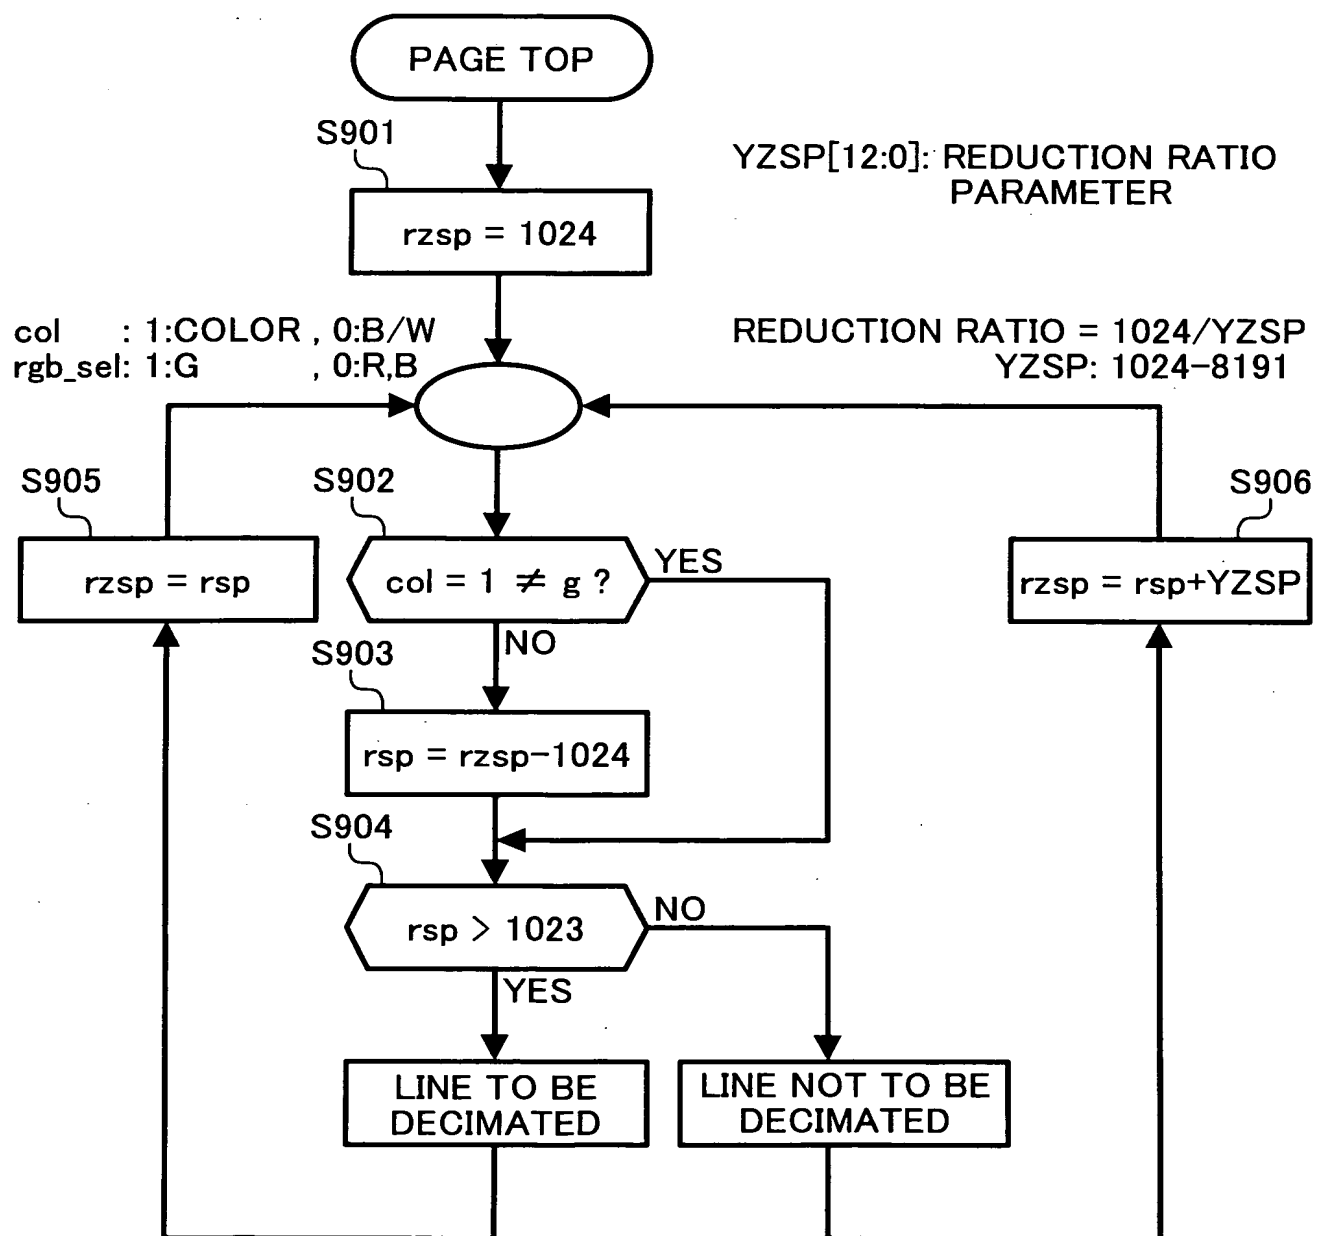 PAGE TOP
S901
YZSP[12:0]: REDUCTION RATIO
PARAMETER
rzsp = 1024
col : 1:COLOR , 0:B/W
rgb_sel: 1:G , 0:R,B
REDUCTION RATIO = 1024/YZSP
YZSP: 1024-8191
S905
S902
S906
rzsp = rsp
col = 1 ≠ g ?
YES
rzsp = rsp+YZSP
NO
S903
rsp = rzsp-1024
S904
rsp > 1023
NO
YES
LINE TO BE
DECIMATED
LINE NOT TO BE
DECIMATED